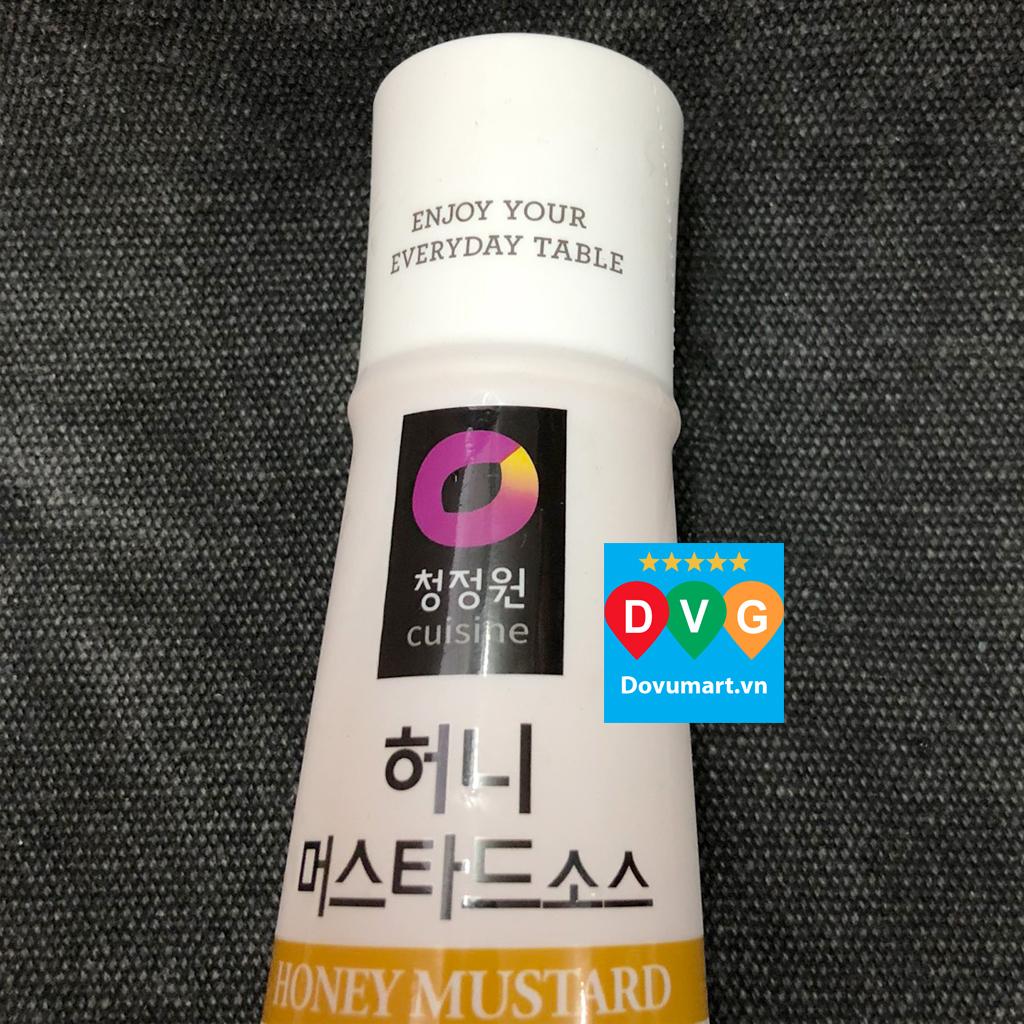 ENJOY YOUR
EVERYDAY TABLE
청정원
cuisine
D V G
Dovumart.vn
허니
머스타드소스
HONEY MUSTARD